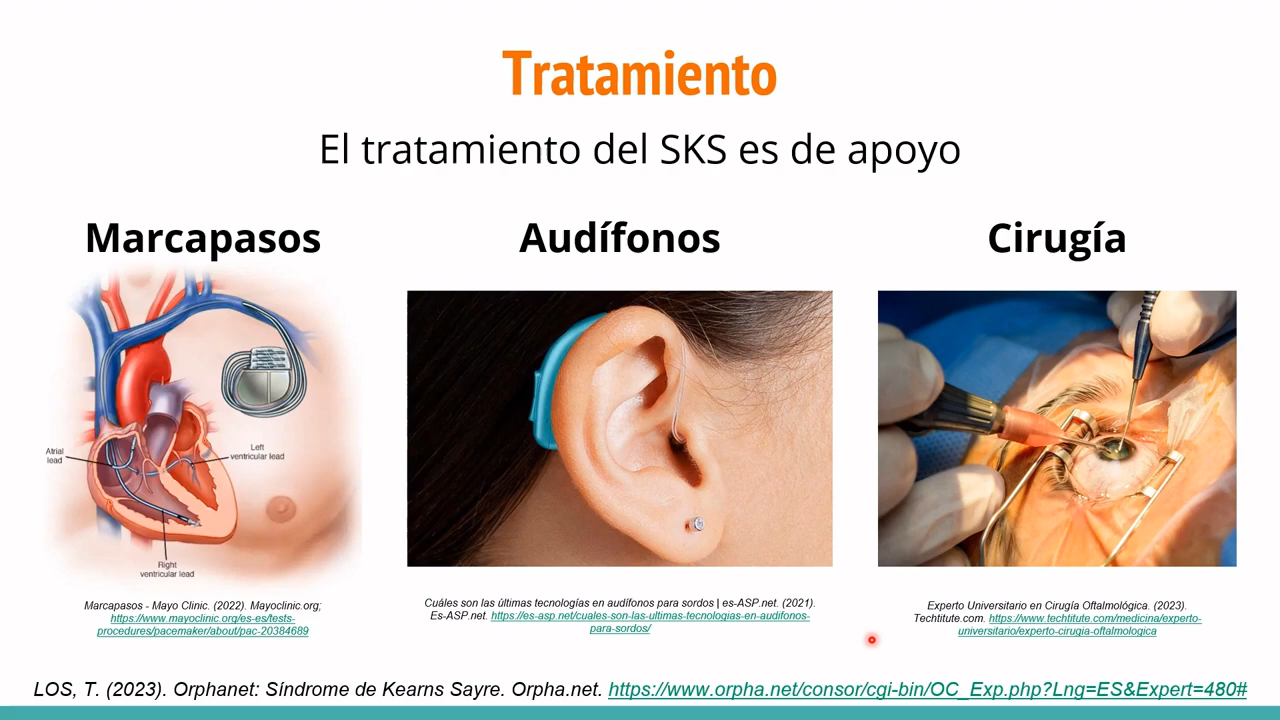 Tratamiento
El tratamiento del SKS es de apoyo
Marcapasos
Audífonos
Cirugía
Atrial
lead
Left
ventricular lead
Right
ventricular lead
Marcapasos - Mayo Clinic. (2022). Mayoclinic.org;
https://www.mayoclinic.org/es-es/tests-
procedures/pacemaker/about/pac-20384689
Cuáles son las últimas tecnologías en audífonos para sordos | es-ASP.net. (2021).
Es-ASP.net. https://es-asp.net/cuales-son-las-ultimas-tecnologias-en-audifonos-
para-sordos/
Experto Universitario en Cirugía Oftalmológica. (2023).
Techtitute.com. https://www.techtitute.com/medicina/experto-
universitario/experto-cirugia-oftalmologica
LOS, T. (2023). Orphanet: Síndrome de Kearns Sayre. Orpha.net. https://www.orpha.net/consor/cgi-bin/OC_Exp.php?Lng=ES&Expert=480#